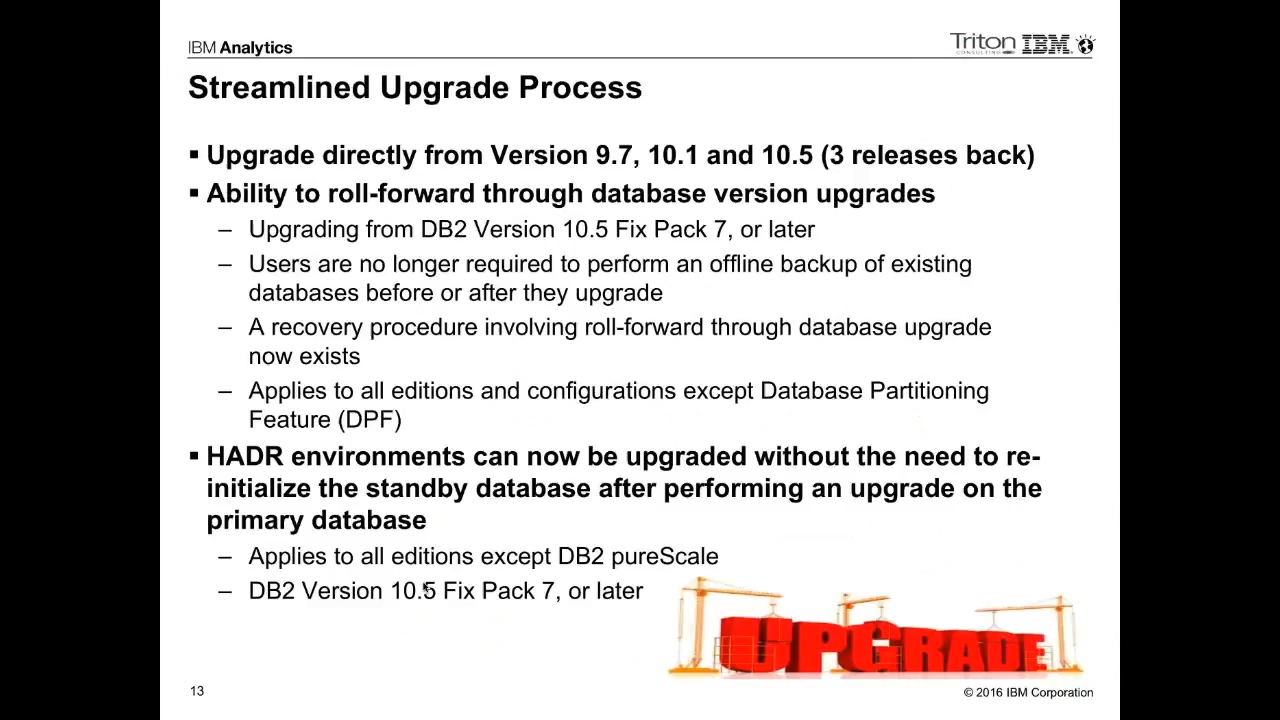 IBM Analytics
Triton IBM
CONSULTING
Streamlined Upgrade Process
▪ Upgrade directly from Version 9.7, 10.1 and 10.5 (3 releases back)
▪ Ability to roll-forward through database version upgrades
– Upgrading from DB2 Version 10.5 Fix Pack 7, or later
– Users are no longer required to perform an offline backup of existing
databases before or after they upgrade
– A recovery procedure involving roll-forward through database upgrade
now exists
– Applies to all editions and configurations except Database Partitioning
Feature (DPF)
▪ HADR environments can now be upgraded without the need to re-
initialize the standby database after performing an upgrade on the
primary database
– Applies to all editions except DB2 pureScale
– DB2 Version 10.5 Fix Pack 7, or later
UPGRADE
13
© 2016 IBM Corporation